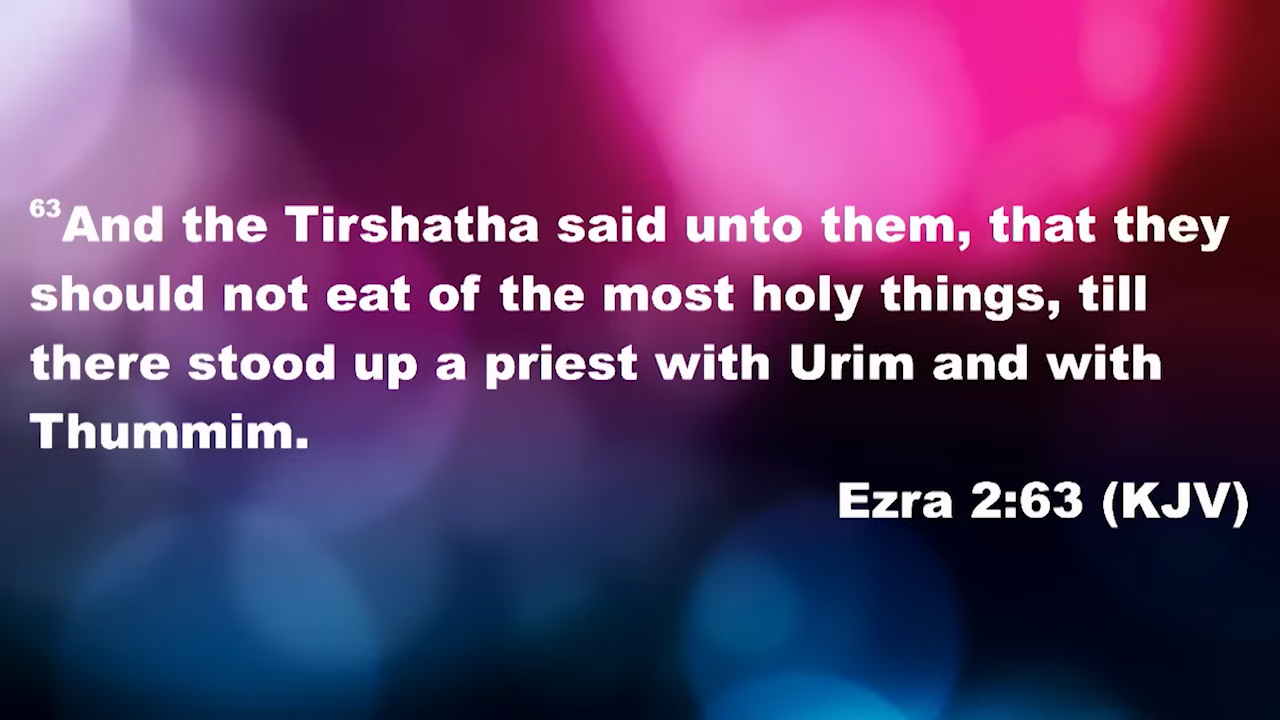 63And the Tirshatha said unto them, that they
should not eat of the most holy things, till
there stood up a priest with Urim and with
Thummim.
Ezra 2:63 (KJV)